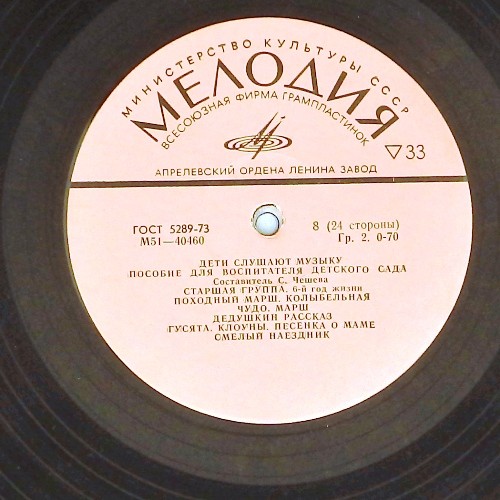 МИНИСТЕРСТВО КУЛЬТУРЫ СССР
МЕЛОДИЯ
ВСЕСОЮЗНАЯ ФИРМА ГРАМПЛАСТИНОК
33
АПРЕЛЕВСКИЙ ОРДЕНА ЛЕНИНА ЗАВОД
ГОСТ 5289-73
8 (24 стороны)
М51—40460
Гр. 2. 0-70
ДЕТИ СЛУШАЮТ МУЗЫКУ
ПОСОБИЕ ДЛЯ ВОСПИТАТЕЛЯ ДЕТСКОГО САДА
Составитель С. Чешева
СТАРШАЯ ГРУППА. 6-й год жизни
ПОХОДНЫЙ МАРШ. КОЛЫБЕЛЬНАЯ
ЧУДО. МАРШ
ДЕДУШКИН РАССКАЗ
ГУСЯТА. КЛОУНЫ. ПЕСЕНКА О МАМЕ
СМЕЛЫЙ НАЕЗДНИК